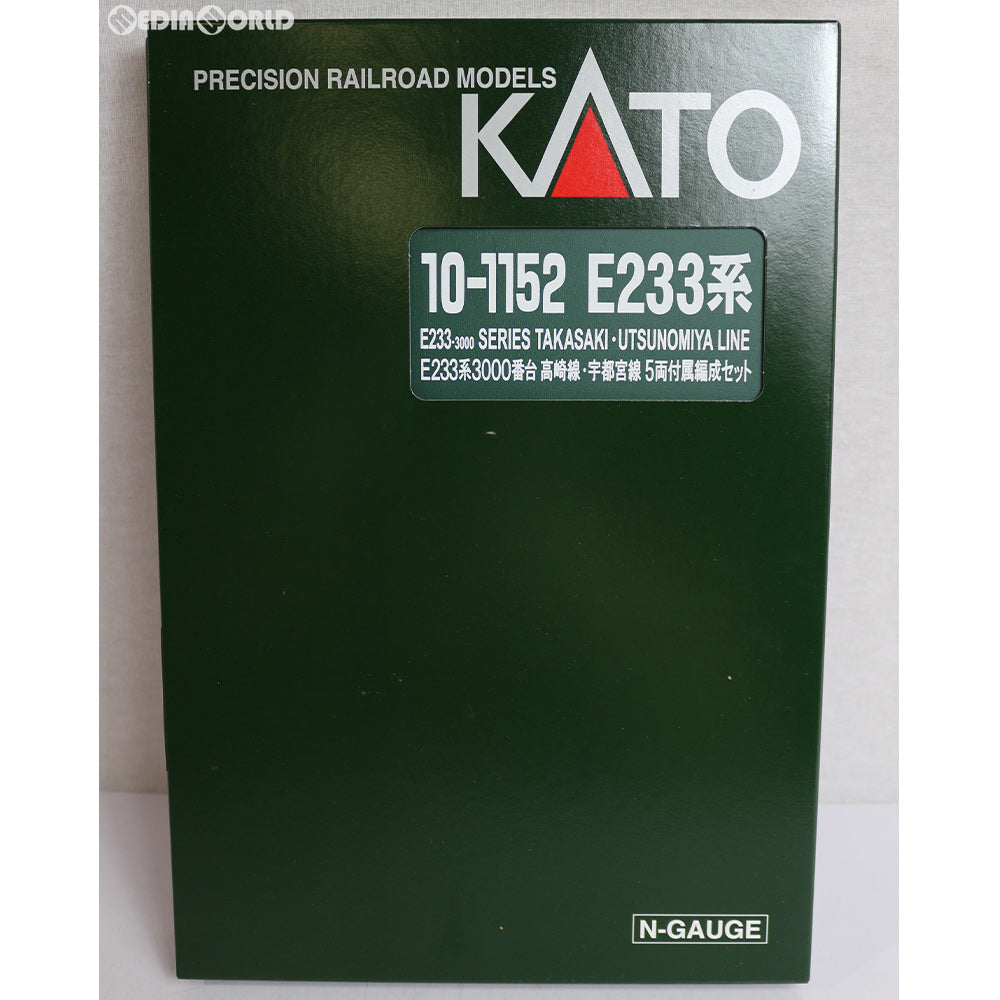 MEDIAWORLD
PRECISION RAILROAD MODELS
KATO
10-1152 E233系
E233-3000 SERIES TAKASAKI・UTSUNOMIYA LINE
E233系3000番台 高崎線・宇都宮線 5両付属編成セット
N-GAUGE